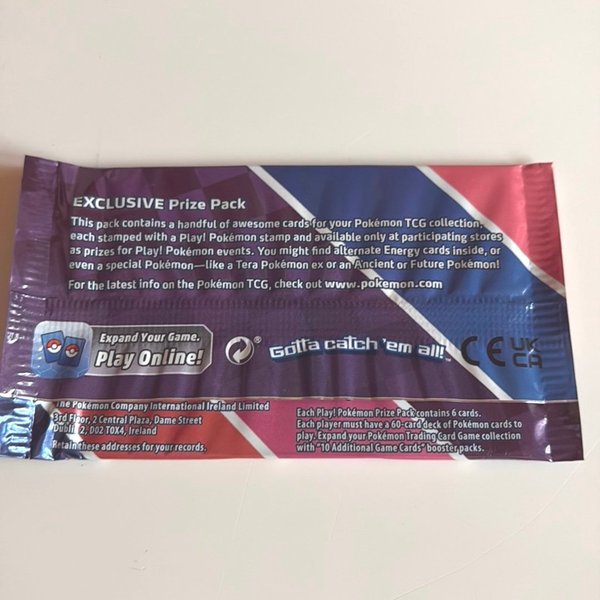 EXCLUSIVE Prize Pack
This pack contains a handful of awesome cards for your Pokémon TCG collection,
each stamped with a Play! Pokémon stamp and available only at participating stores
as prizes for Play! Pokémon events. You might find alternate Energy cards inside, or
even a special Pokémon—like a Tera Pokémon ex or an Ancient or Future Pokémon!
For the latest info on the Pokémon TCG, check out www.pokemon.com
Expand Your Game.
Play Online!
®
Gotta catch 'em all!™
CE
UK
CA
The Pokémon Company International Ireland Limited
3rd Floor, 2 Central Plaza, Dame Street
Dublin 2, D02 T0X4, Ireland
Retain these addresses for your records.
Each Play! Pokémon Prize Pack contains 6 cards.
Each player must have a 60-card deck of Pokémon cards to
play. Expand your Pokémon Trading Card Game collection
with "10 Additional Game Cards" booster packs.